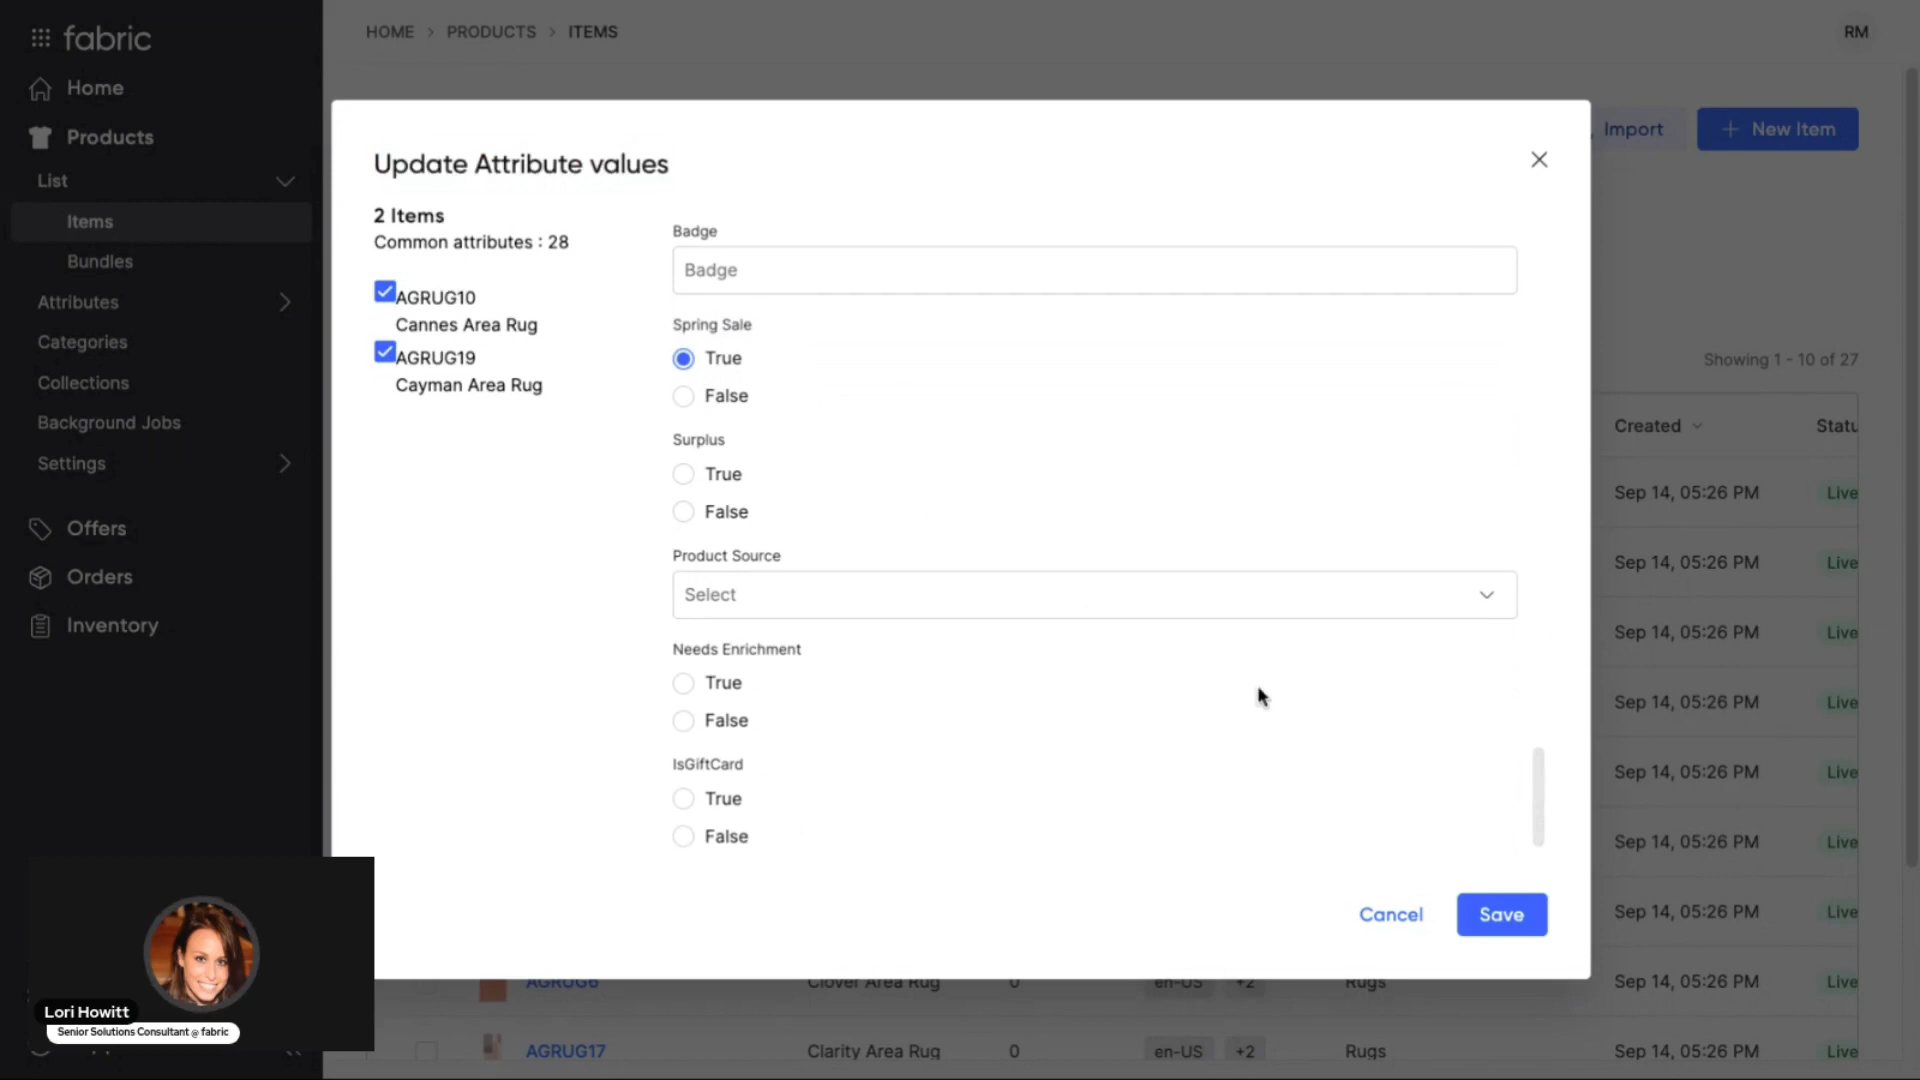 fabric
Home
Products
List
Items
Bundles
Attributes
Categories
Collections
Background Jobs
Settings
Offers
Orders
Inventory
HOME > PRODUCTS > ITEMS
RM
Import
+ New Item
Showing 1 - 10 of 27
Created
Statu
Sep 14, 05:26 PM Live
Sep 14, 05:26 PM Live
Sep 14, 05:26 PM Live
Sep 14, 05:26 PM Live
Sep 14, 05:26 PM Live
Sep 14, 05:26 PM Live
Sep 14, 05:26 PM Live
AGRUG6 Clover Area Rug 0 en-US +2 Rugs Sep 14, 05:26 PM Live
AGRUG17 Clarity Area Rug 0 en-US +2 Rugs Sep 14, 05:26 PM Live
Update Attribute values
2 Items
Common attributes : 28
AGRUG10
Cannes Area Rug
AGRUG19
Cayman Area Rug
Badge
Badge
Spring Sale
True
False
Surplus
True
False
Product Source
Select
Needs Enrichment
True
False
IsGiftCard
True
False
Cancel
Save
Lori Howitt
Senior Solutions Consultant @ fabric